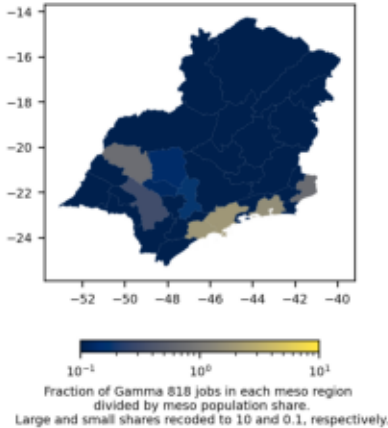 −14
−16
−18
−20
−22
−24
−52 −50 −48 −46 −44 −42 −40
10⁻¹ 10⁰ 10¹
Fraction of Gamma 818 jobs in each meso region
divided by meso population share.
Large and small shares recoded to 10 and 0.1, respectively.